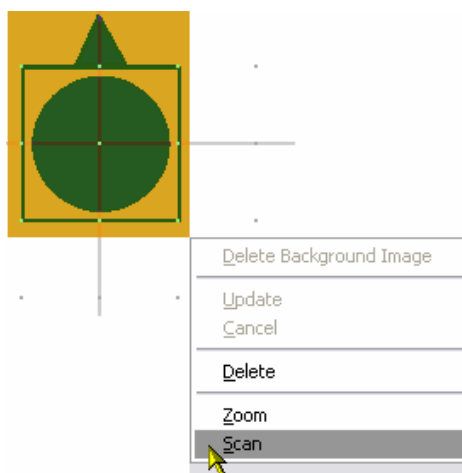 Delete Background Image
Update
Cancel
Delete
Zoom
Scan